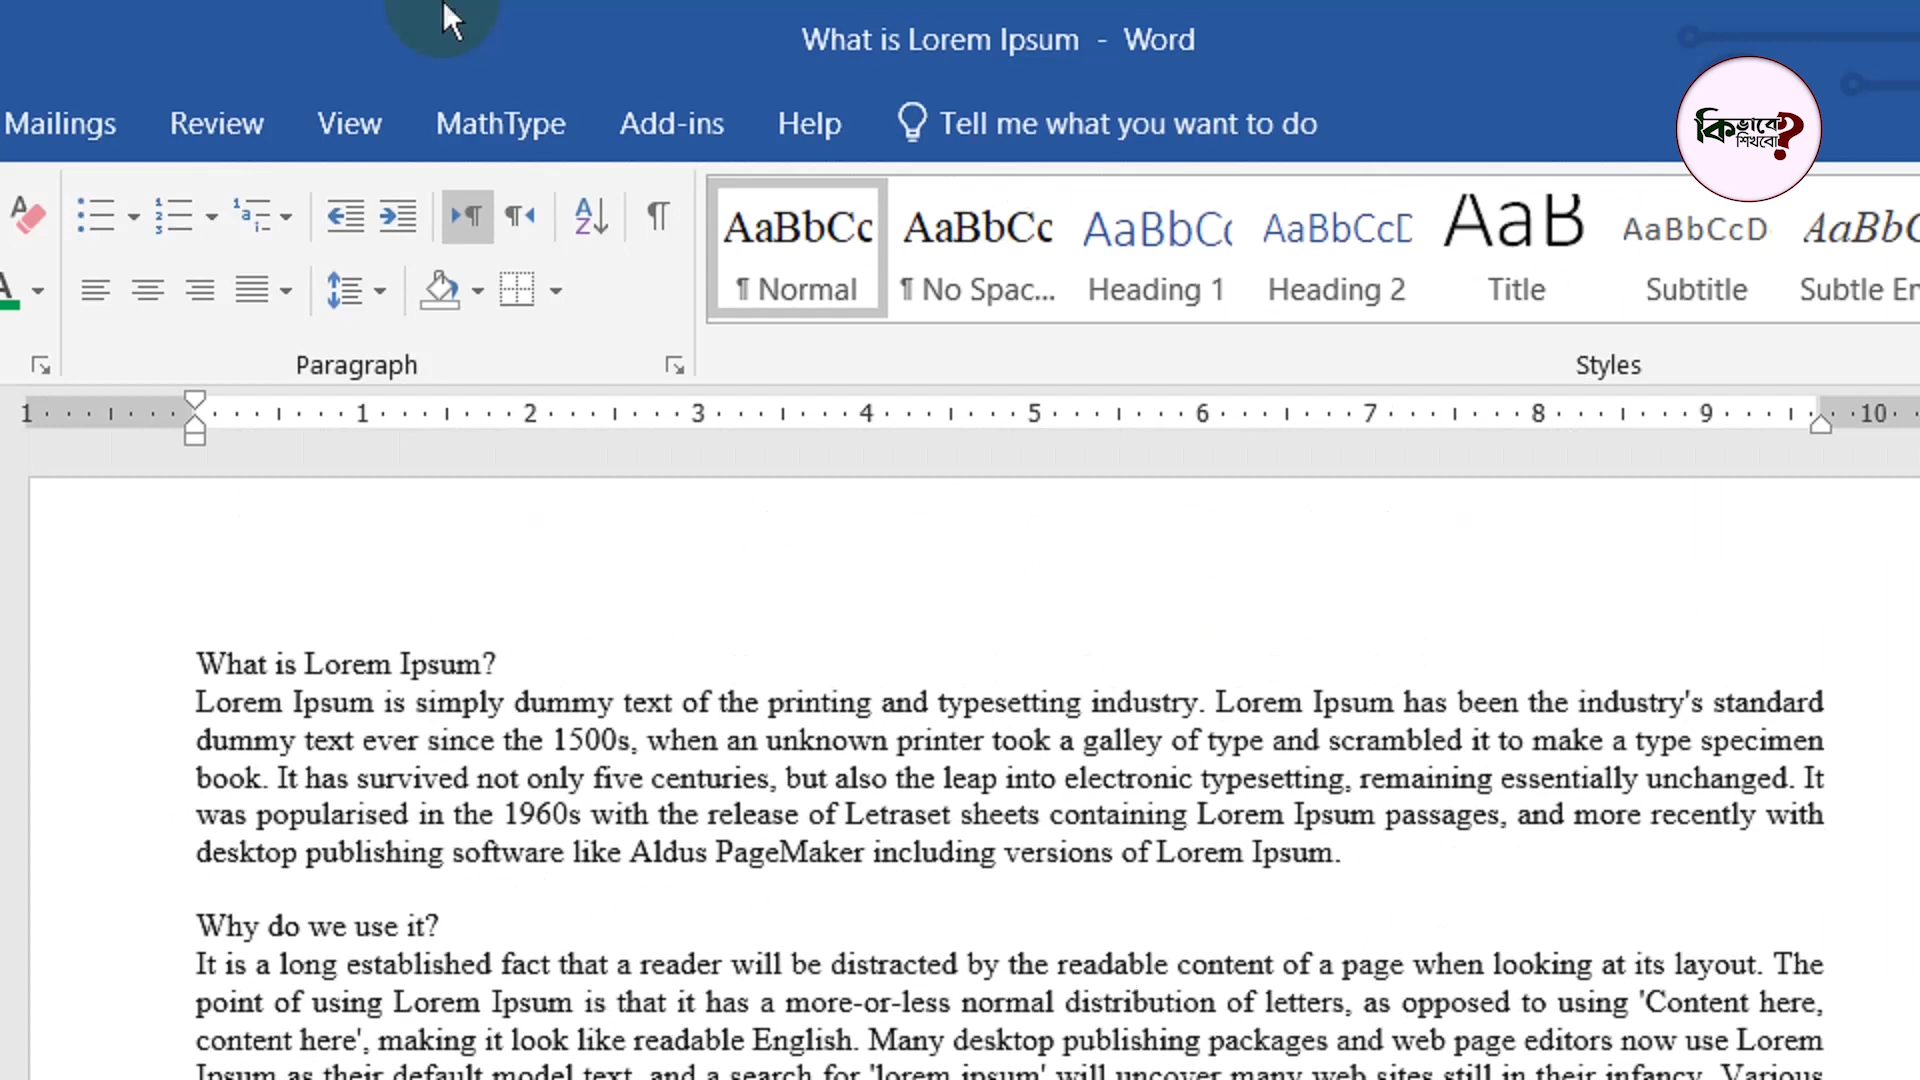 What is Lorem Ipsum - Word
Mailings Review View MathType Add-ins Help Tell me what you want to do
কিভাবে শিখবো?
AaBbCc AaBbCc AaBbCc AaBbCcD AaB AaBbCcD AaBbC
¶ Normal ¶ No Spac... Heading 1 Heading 2 Title Subtitle Subtle Em
Paragraph Styles
1 1 2 3 4 5 6 7 8 9 10
What is Lorem Ipsum?
Lorem Ipsum is simply dummy text of the printing and typesetting industry. Lorem Ipsum has been the industry's standard
dummy text ever since the 1500s, when an unknown printer took a galley of type and scrambled it to make a type specimen
book. It has survived not only five centuries, but also the leap into electronic typesetting, remaining essentially unchanged. It
was popularised in the 1960s with the release of Letraset sheets containing Lorem Ipsum passages, and more recently with
desktop publishing software like Aldus PageMaker including versions of Lorem Ipsum.
Why do we use it?
It is a long established fact that a reader will be distracted by the readable content of a page when looking at its layout. The
point of using Lorem Ipsum is that it has a more-or-less normal distribution of letters, as opposed to using 'Content here,
content here', making it look like readable English. Many desktop publishing packages and web page editors now use Lorem
Ipsum as their default model text, and a search for 'lorem ipsum' will uncover many web sites still in their infancy. Various